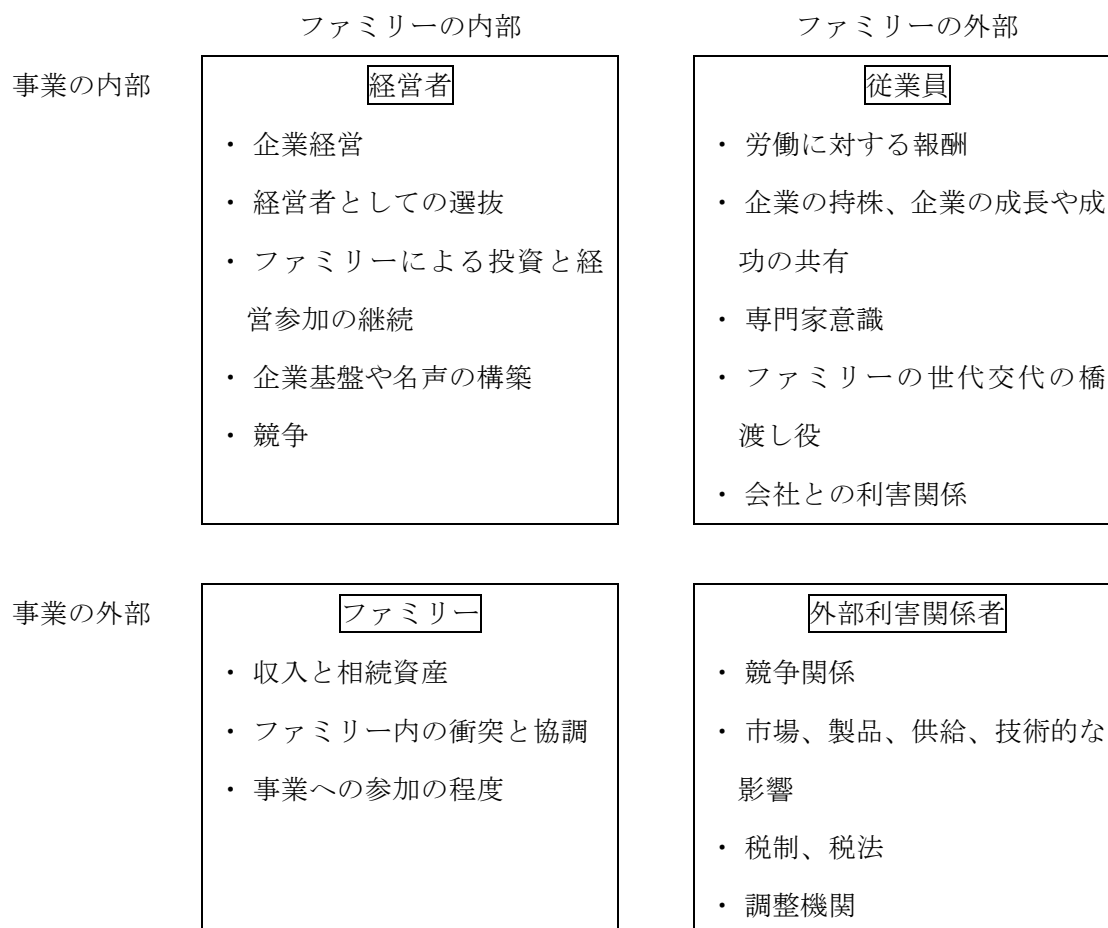 ファミリーの内部
ファミリーの外部
事業の内部
経営者
・ 企業経営
・ 経営者としての選抜
・ ファミリーによる投資と経
営参加の継続
・ 企業基盤や名声の構築
・ 競争
従業員
・ 労働に対する報酬
・ 企業の持株、企業の成長や成
功の共有
・ 専門家意識
・ ファミリーの世代交代の橋
渡し役
・ 会社との利害関係
事業の外部
ファミリー
・ 収入と相続資産
・ ファミリー内の衝突と協調
・ 事業への参加の程度
外部利害関係者
・ 競争関係
・ 市場、製品、供給、技術的な
影響
・ 税制、税法
・ 調整機関